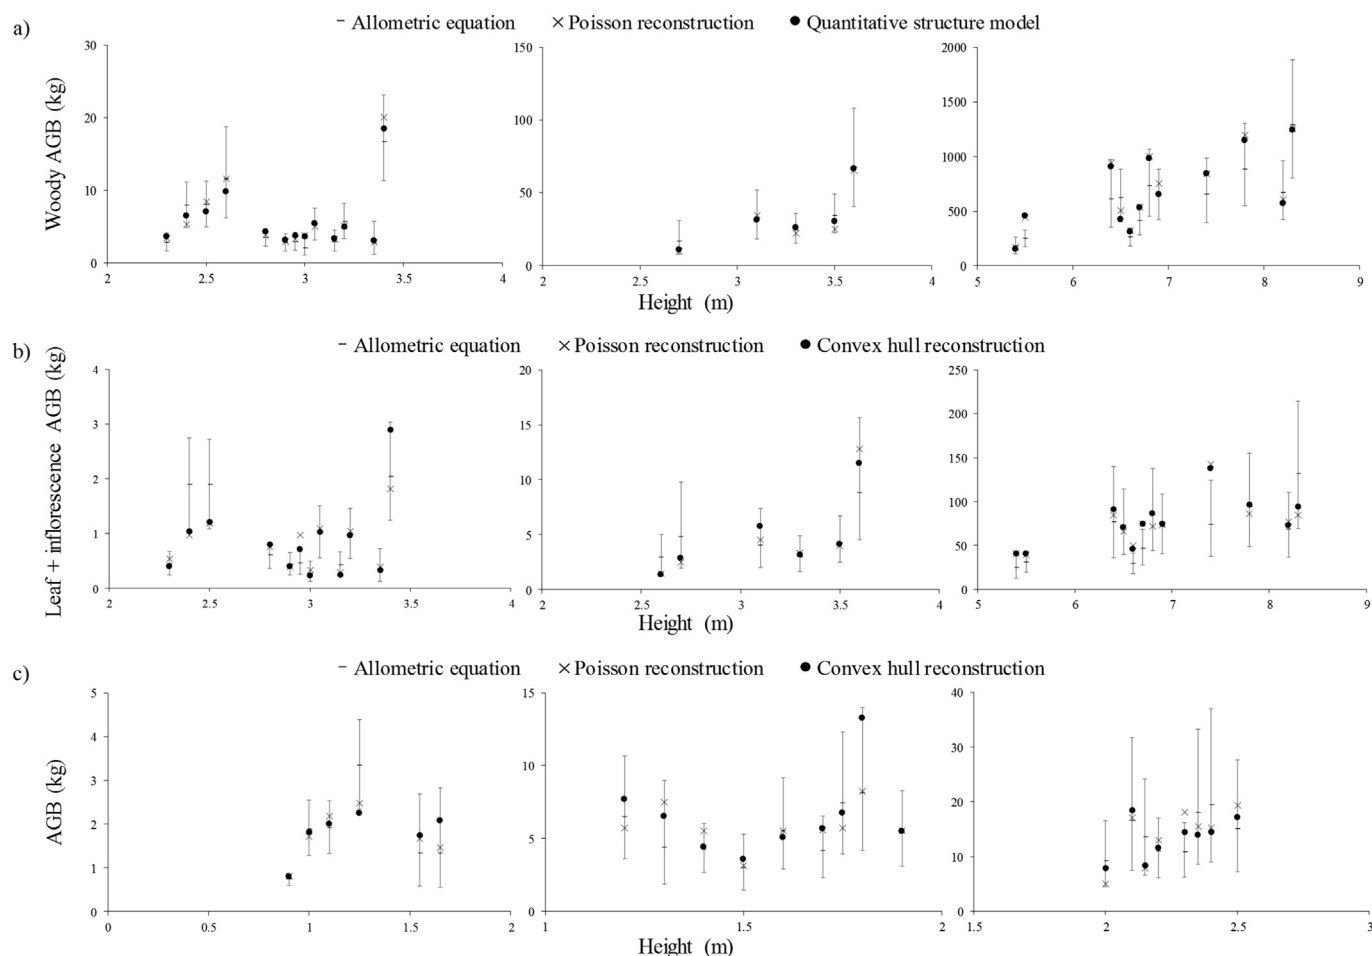 a)
– Allometric equation × Poisson reconstruction ● Quantitative structure model
Woody AGB (kg)
30
20
10
0
2 2.5 3 3.5 4
150
100
50
0
2 2.5 3 3.5 4
2000
1500
1000
500
0
5 6 7 8 9
Height (m)
b)
– Allometric equation × Poisson reconstruction ● Convex hull reconstruction
Leaf + inflorescence AGB (kg)
4
3
2
1
0
2 2.5 3 3.5 4
20
15
10
5
0
2 2.5 3 3.5 4
250
200
150
100
50
0
5 6 7 8 9
Height (m)
c)
– Allometric equation × Poisson reconstruction ● Convex hull reconstruction
AGB (kg)
5
4
3
2
1
0
0 0.5 1 1.5 2
15
10
5
0
1 1.5 2
40
30
20
10
0
1.5 2 2.5 3
Height (m)